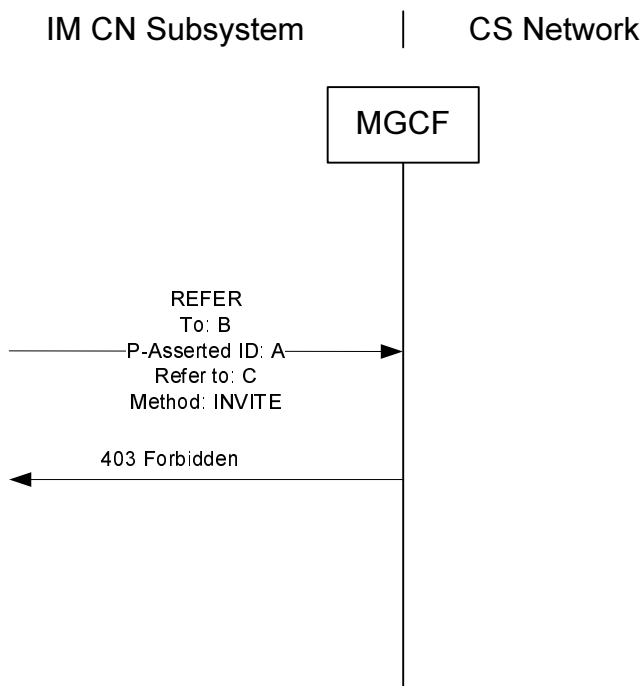 IM CN Subsystem | CS Network
MGCF
REFER
To: B
P-Asserted ID: A
Refer to: C
Method: INVITE
403 Forbidden